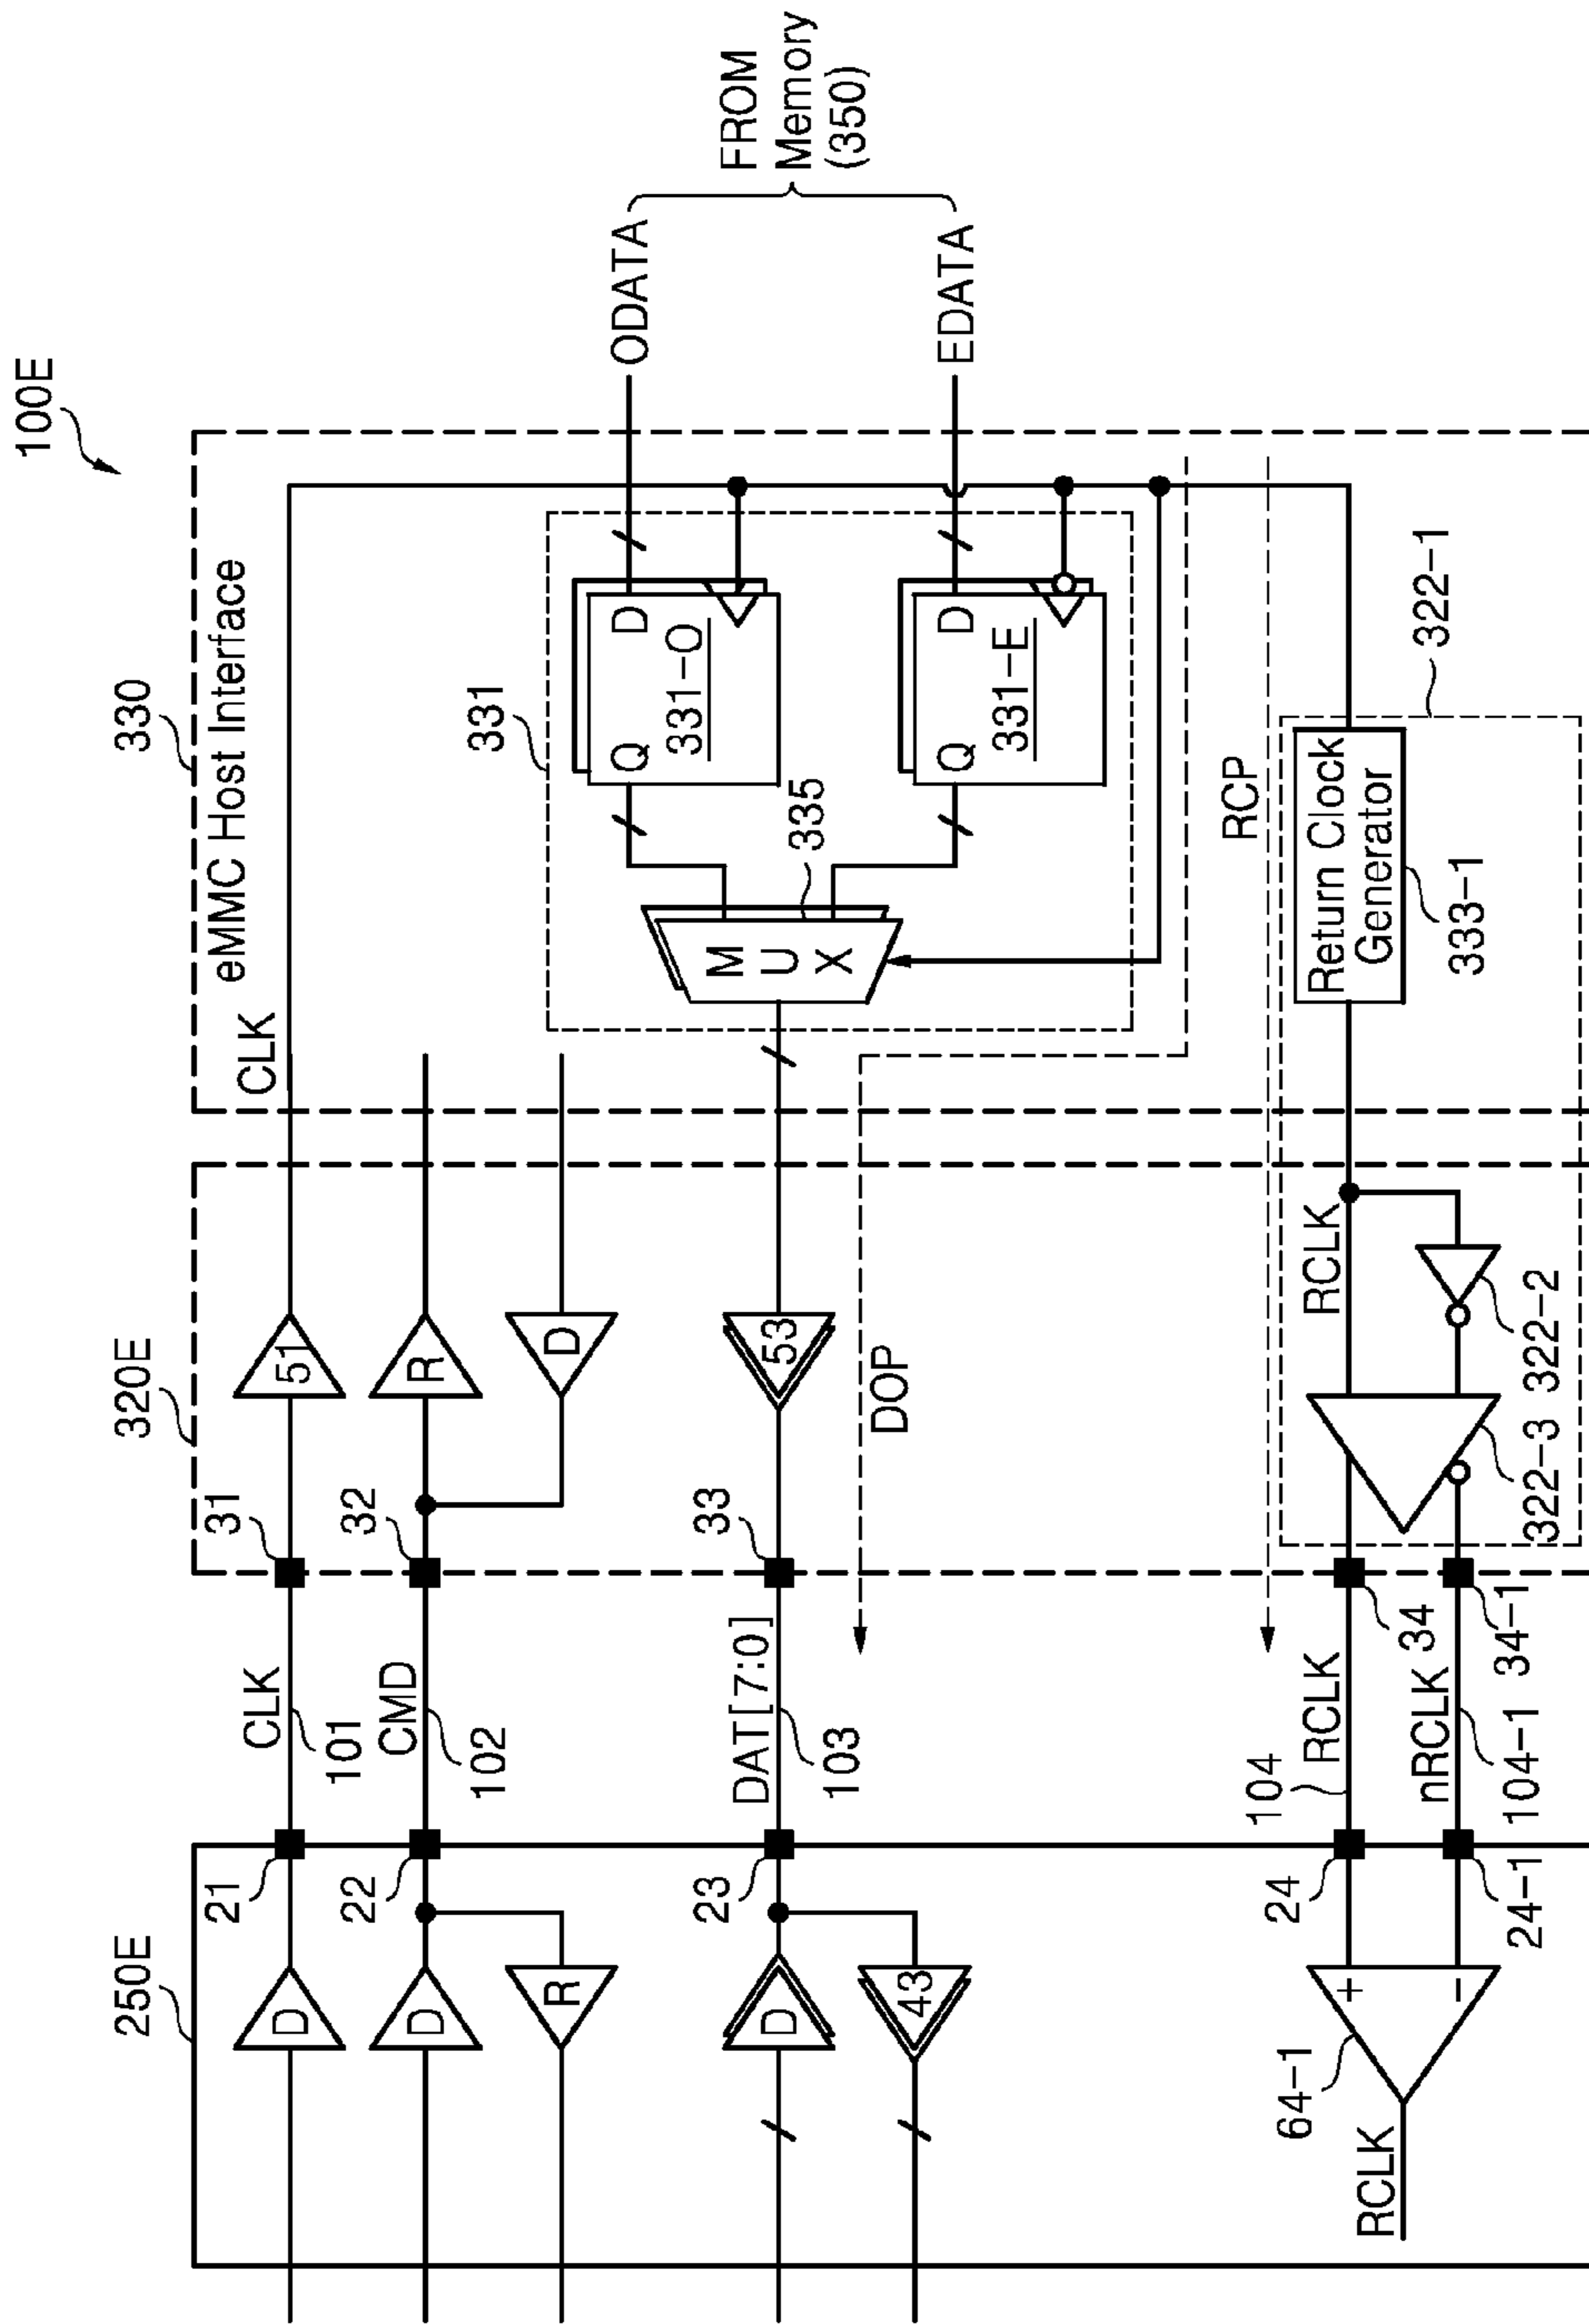 100E
250E
320E
330
eMMC Host Interface
D
21
CLK
101
31
51
CLK
D
22
CMD
102
32
R
R
D
331
D
23
DAT[7:0]
103
33
53
43
M
U
X
335
Q
D
331-O
Q
D
331-E
ODATA
EDATA
FROM
Memory
(350)
DOP
RCP
322-1
RCLK
64-1
+
-
24
24-1
104
RCLK
nRCLK
104-1
34
34-1
322-3
322-2
RCLK
Return Clock
Generator
333-1